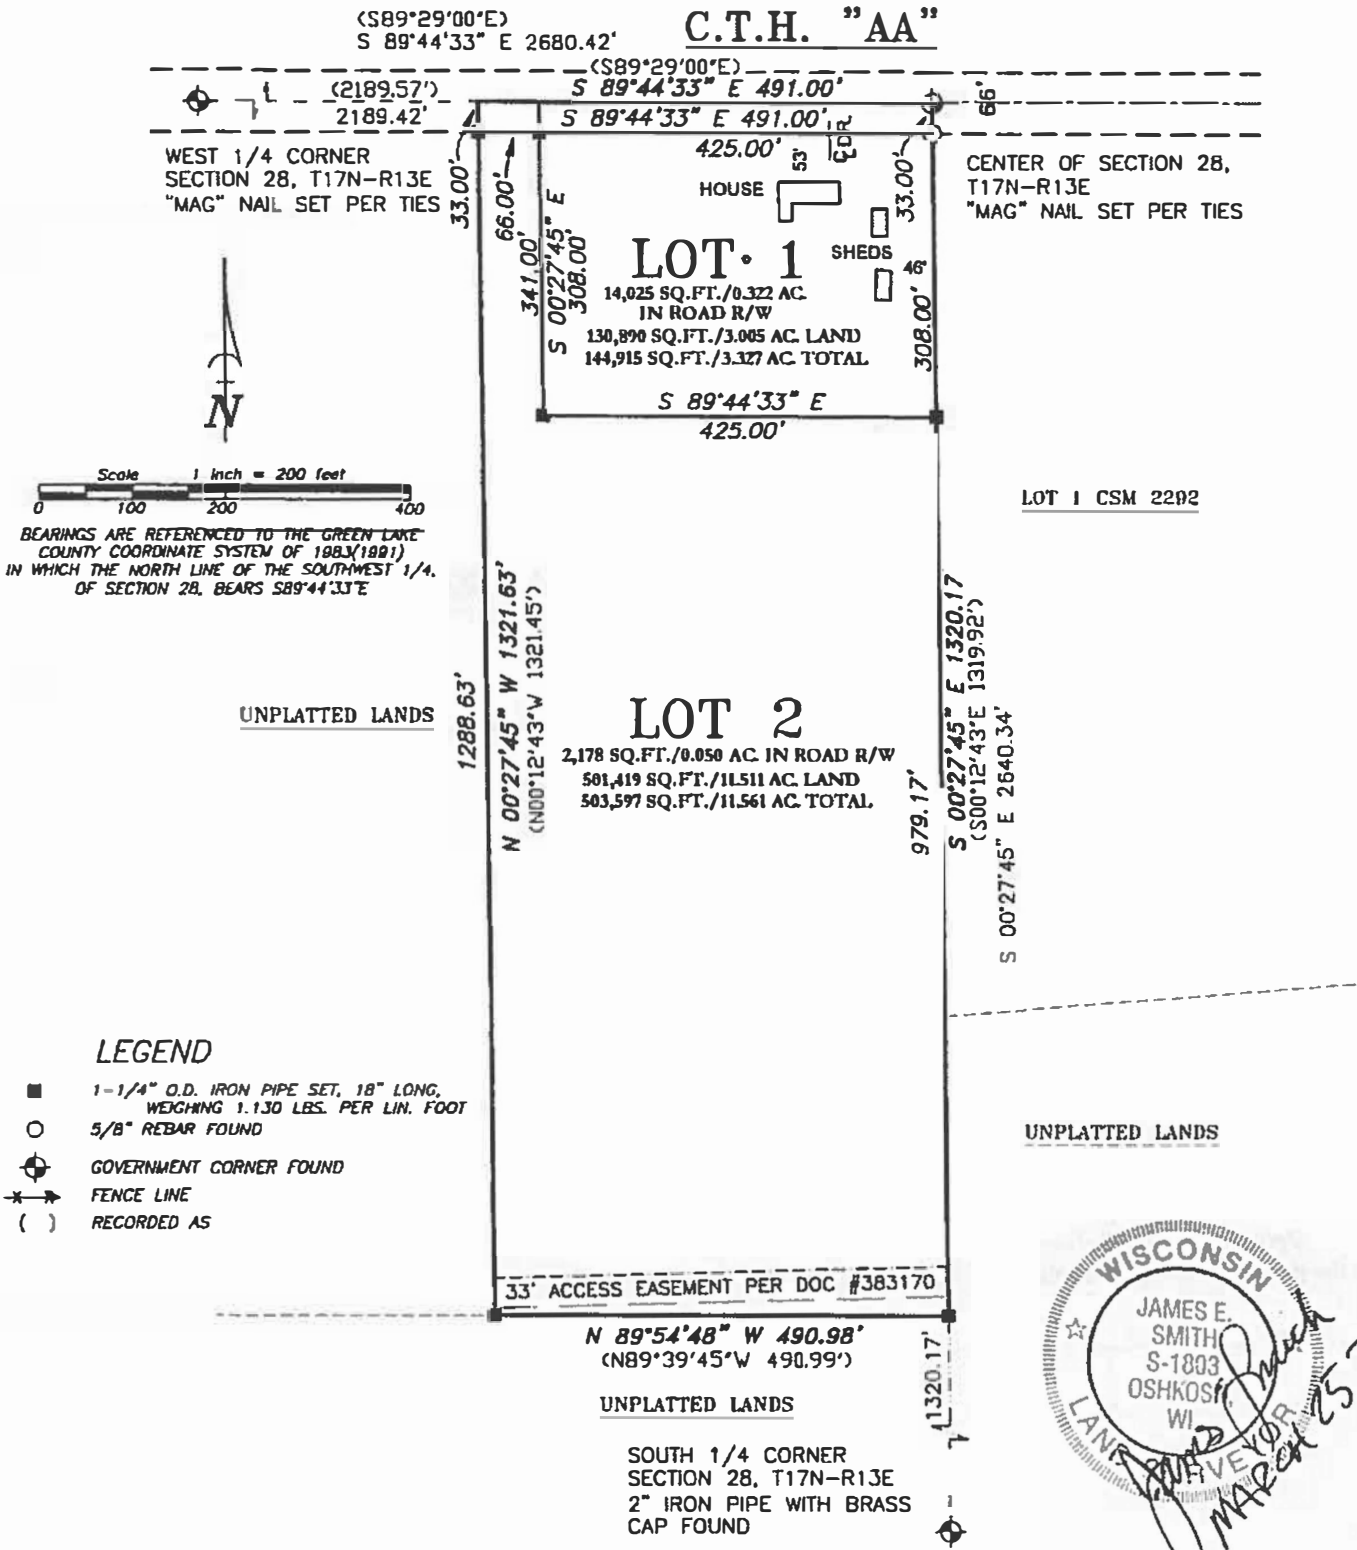 (S89°29'00"E)
S 89°44'33" E 2680.42'
C.T.H. "AA"
(S89°29'00"E)
(2189.57')
S 89°44'33" E 491.00'
66'
2189.42'
S 89°44'33" E 491.00'
425.00'
53'
WEST 1/4 CORNER
SECTION 28, T17N-R13E
"MAG" NAIL SET PER TIES
CENTER OF SECTION 28,
T17N-R13E
"MAG" NAIL SET PER TIES
33.00'
66.00'
341.00'
S 00°27'45" E
308.00'
HOUSE
33.00'
SHEDS
46'
308.00'
LOT 1
14,025 SQ.FT./0.322 AC.
IN ROAD R/W
130,890 SQ.FT./3.005 AC. LAND
144,915 SQ.FT./3.327 AC. TOTAL
S 89°44'33" E
425.00'
N
Scale 1 inch = 200 feet
0 100 200 400
BEARINGS ARE REFERENCED TO THE GREEN LAKE
COUNTY COORDINATE SYSTEM OF 1983(1991)
IN WHICH THE NORTH LINE OF THE SOUTHWEST 1/4,
OF SECTION 28, BEARS S89°44'33"E
LOT 1 CSM 2292
1288.63'
N 00°27'45" W 1321.63'
(N00°12'43"W 1321.45')
UNPLATTED LANDS
LOT 2
2,178 SQ.FT./0.050 AC. IN ROAD R/W
501,419 SQ.FT./11.511 AC. LAND
503,597 SQ.FT./11.561 AC. TOTAL
979.17'
S 00°27'45" E 1320.17
(S00°12'43"E 1319.92')
S 00°27'45" E 2640.34'
LEGEND
1-1/4" O.D. IRON PIPE SET, 18" LONG,
WEIGHING 1.130 LBS. PER LIN. FOOT
5/8" REBAR FOUND
GOVERNMENT CORNER FOUND
FENCE LINE
( ) RECORDED AS
UNPLATTED LANDS
33' ACCESS EASEMENT PER DOC #383170
N 89°54'48" W 490.98'
(N89°39'45"W 490.99')
1320.17'
UNPLATTED LANDS
SOUTH 1/4 CORNER
SECTION 28, T17N-R13E
2" IRON PIPE WITH BRASS
CAP FOUND
WISCONSIN
JAMES E.
SMITH
S-1803
OSHKOSH
WI
LAND SURVEYOR
MARCH 25